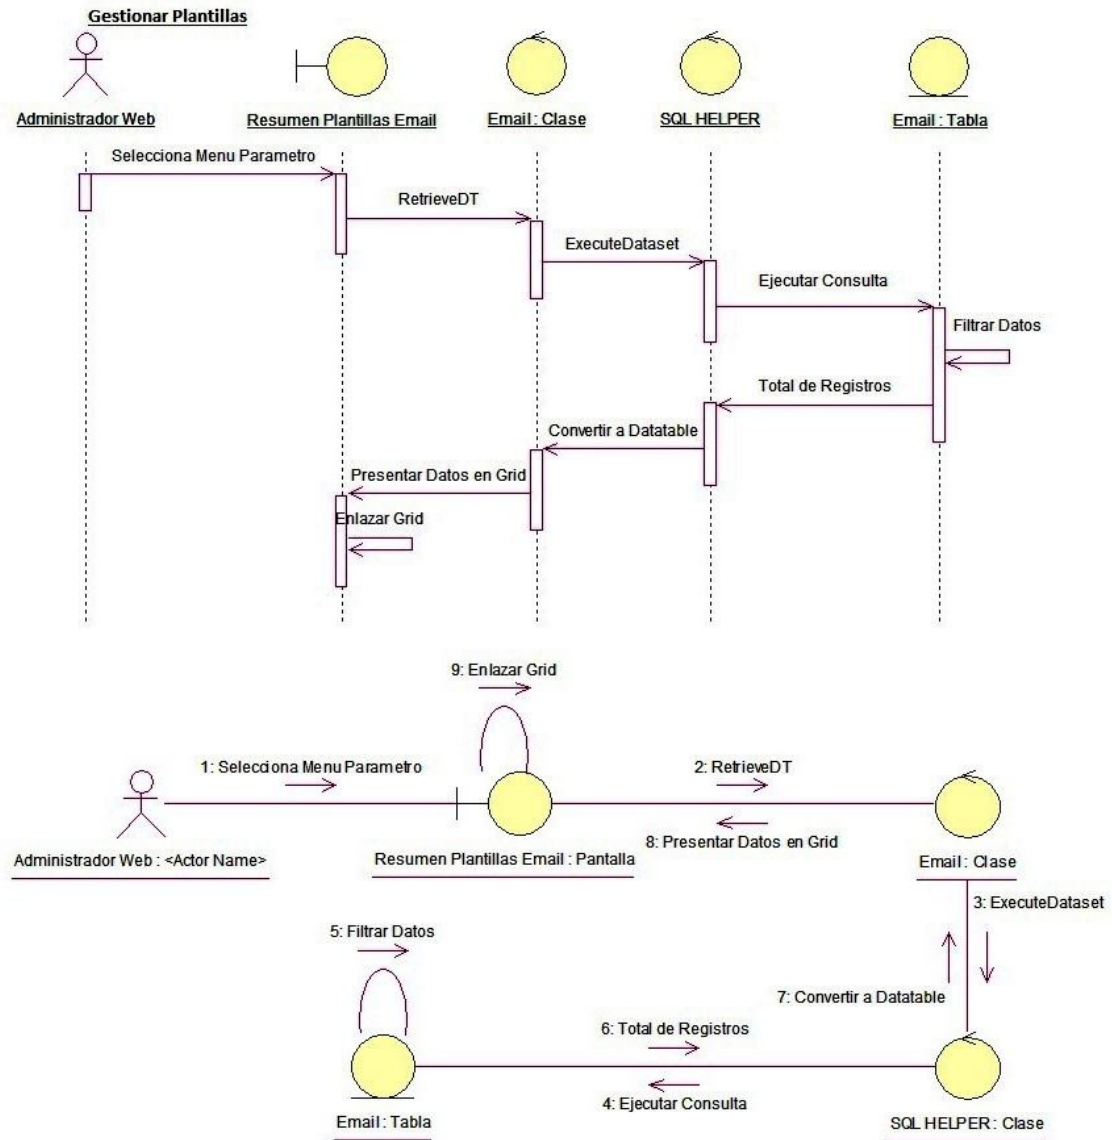 Gestionar Plantillas
Administrador Web
Resumen Plantillas Email
Email : Clase
SQL HELPER
Email : Tabla
Selecciona Menu Parametro
RetrieveDT
ExecuteDataset
Ejecutar Consulta
Filtrar Datos
Total de Registros
Convertir a Datatable
Presentar Datos en Grid
Enlazar Grid
9: Enlazar Grid
1: Selecciona Menu Parametro
2: RetrieveDT
8: Presentar Datos en Grid
Administrador Web : <Actor Name>
Resumen Plantillas Email : Pantalla
Email : Clase
3: ExecuteDataset
5: Filtrar Datos
7: Convertir a Datatable
6: Total de Registros
4: Ejecutar Consulta
Email : Tabla
SQL HELPER : Clase